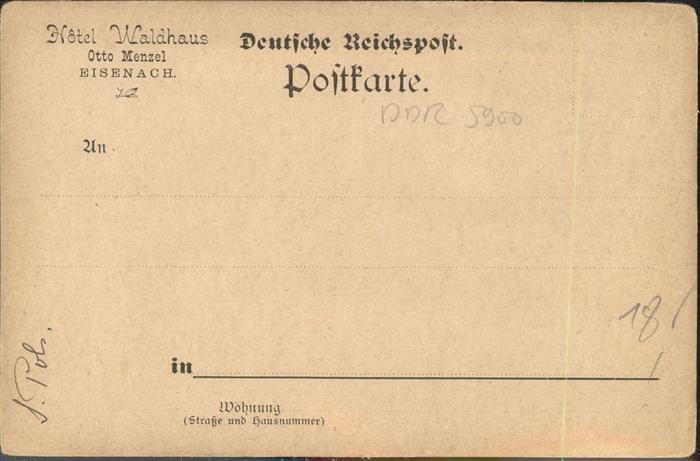 Hôtel Waldhaus
Otto Menzel
EISENACH.
Deutsche Reichspost.
Postkarte.
DDR 5900
An
18/
in
Wohnung
(Straße und Hausnummer)